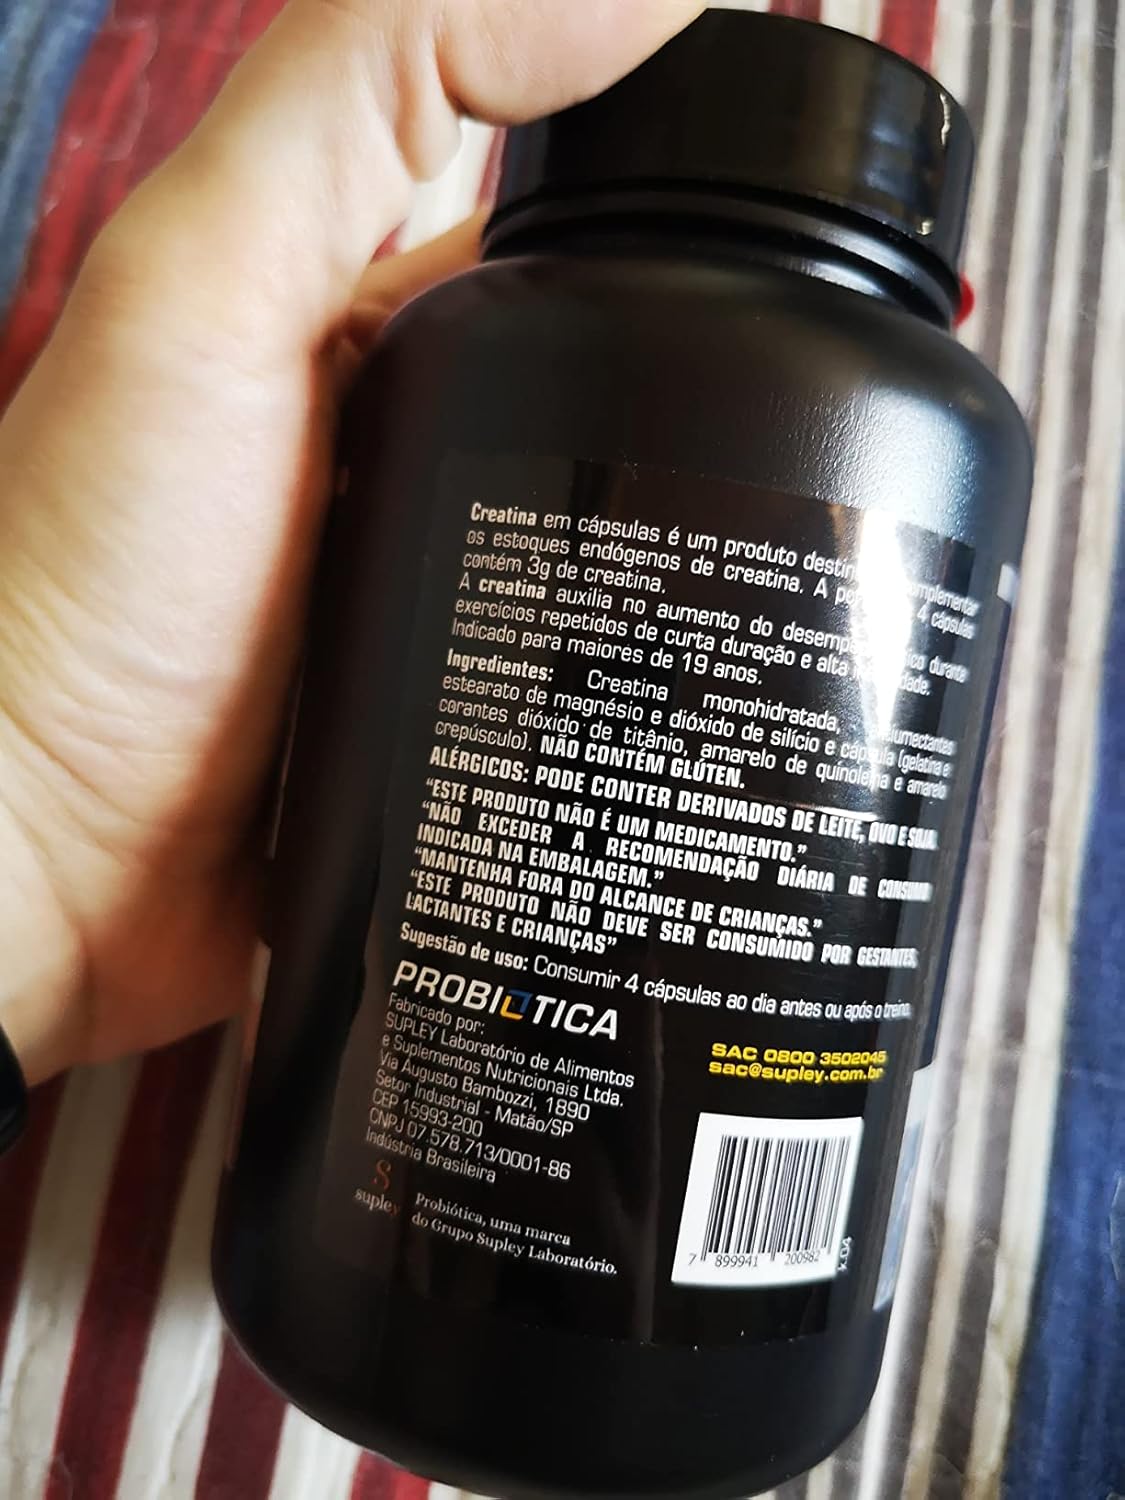 Creatina em cápsulas é um produto complementar
os estoques endógenos de creatina. A 4 cápsulas
contém 3g de creatina.
A creatina auxilia no aumento do durante
exercícios repetidos de curta duração e alta
Indicado para maiores de 19 anos.
Ingredientes: Creatina monohidratada,
estearato de magnésio e dióxido de silício e cápsula (gelatina e
corantes dióxido de titânio, amarelo de quinoleína e amarelo
crepúsculo). NÃO CONTÉM GLÚTEN.
ALÉRGICOS: PODE CONTER DERIVADOS DE LEITE, OVO E SOJA.
“ESTE PRODUTO NÃO É UM MEDICAMENTO.”
“NÃO EXCEDER A RECOMENDAÇÃO DIÁRIA DE CONSUMO
INDICADA NA EMBALAGEM.”
“MANTENHA FORA DO ALCANCE DE CRIANÇAS.”
“ESTE PRODUTO NÃO DEVE SER CONSUMIDO POR GESTANTES,
LACTANTES E CRIANÇAS”
Sugestão de uso: Consumir 4 cápsulas ao dia antes ou após o treino.
PROBIOTICA
Fabricado por:
SUPLEY Laboratório de Alimentos
e Suplementos Nutricionais Ltda.
Via Augusto Bambozzi, 1890
Setor Industrial - Matão/SP
CEP 15993-200
CNPJ 07.578.713/0001-86
Indústria Brasileira
SAC 0800 3502045
sac@supley.com.br
supley
Probiótica, uma marca
do Grupo Supley Laboratório.
7 899941 200982
K.04